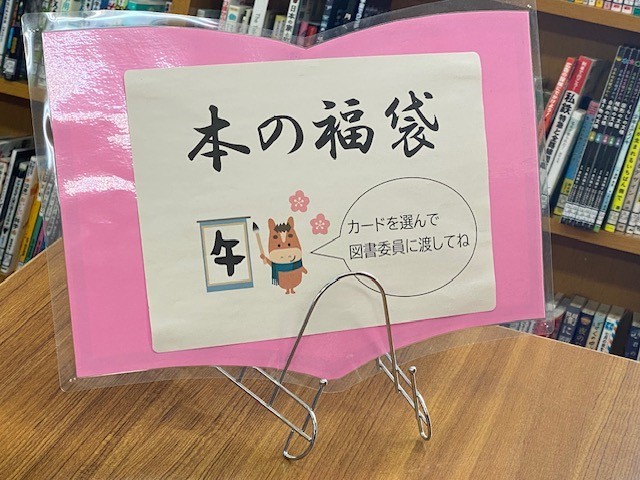 本の福袋
午
カードを選んで
図書委員に渡してね